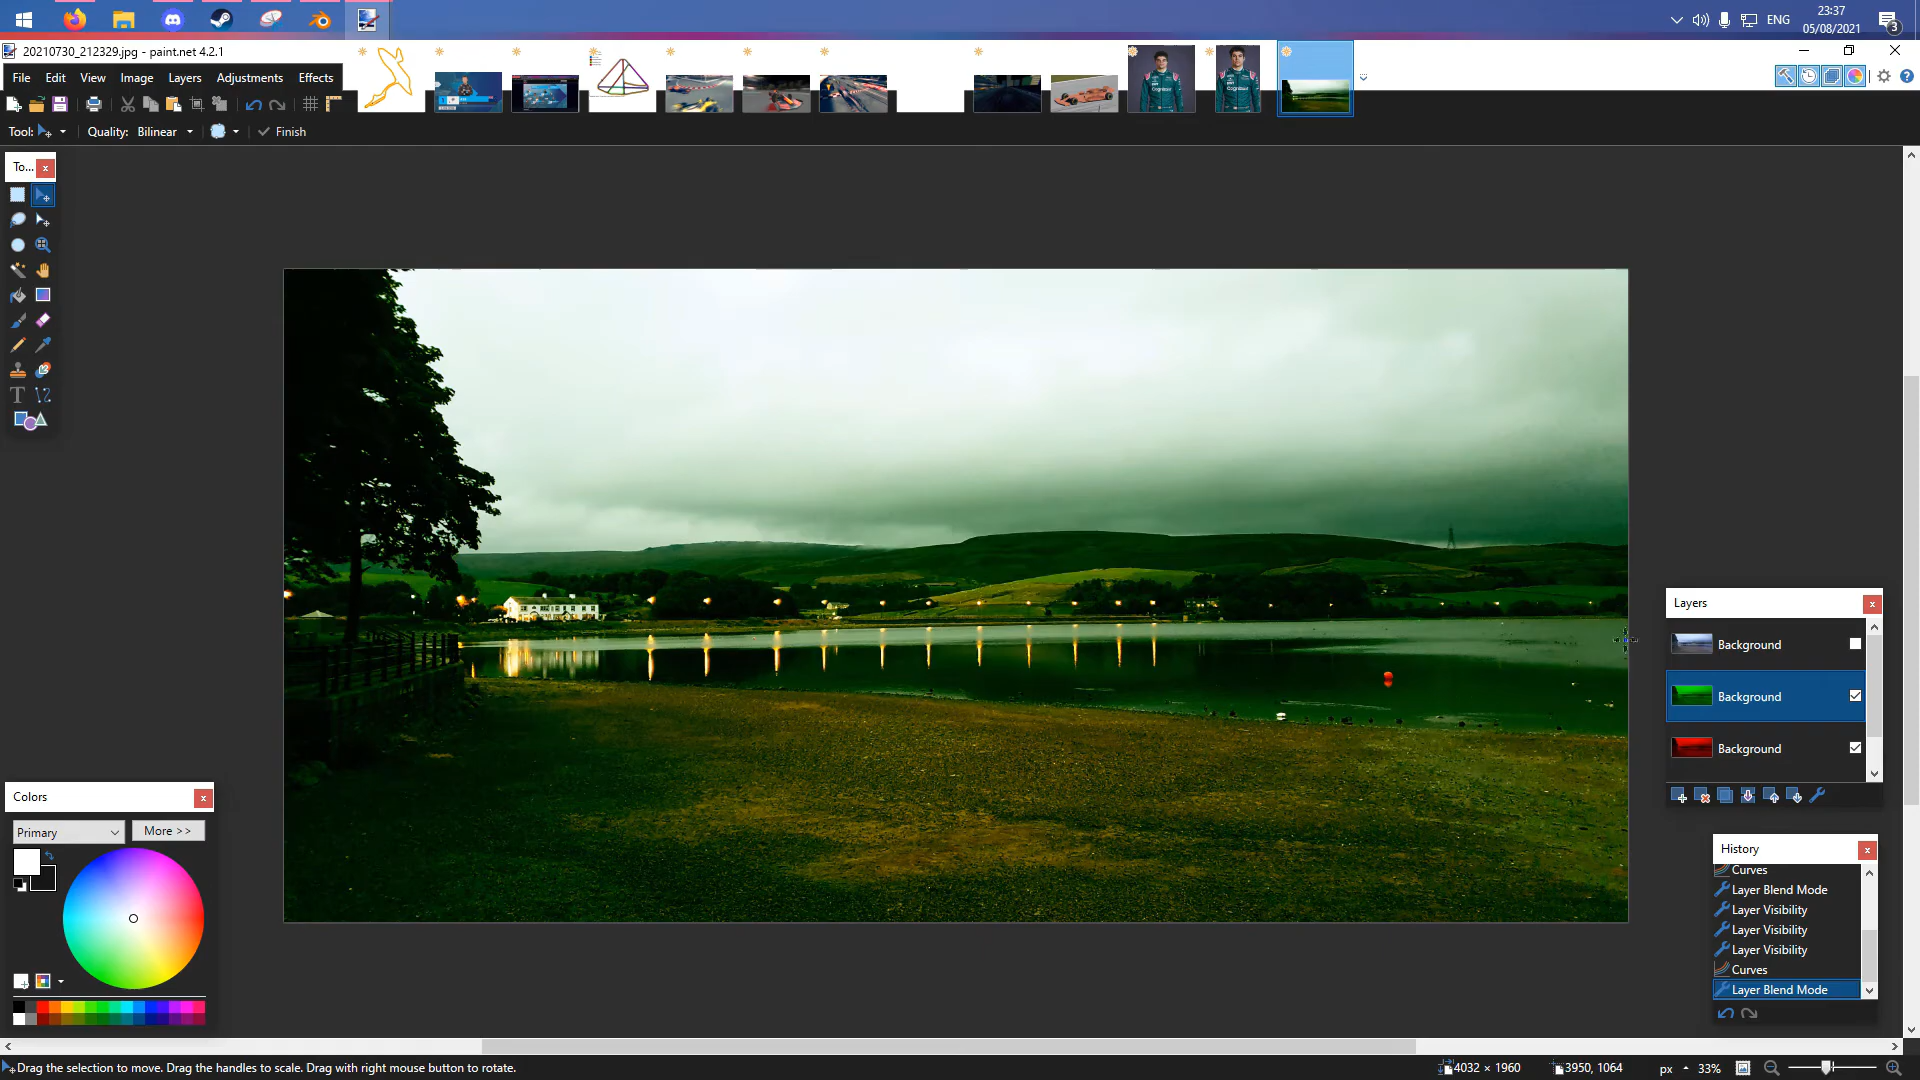 ENG
23:37
05/08/2021
3
20210730_212329.jpg - paint.net 4.2.1
File Edit View Image Layers Adjustments Effects
Tool: Quality: Bilinear Finish
To...
Layers
Background
Background
Background
Colors
Primary More >>
History
Curves
Layer Blend Mode
Layer Visibility
Layer Visibility
Layer Visibility
Curves
Layer Blend Mode
Drag the selection to move. Drag the handles to scale. Drag with right mouse button to rotate. 4032 × 1960 3950, 1064 px 33%